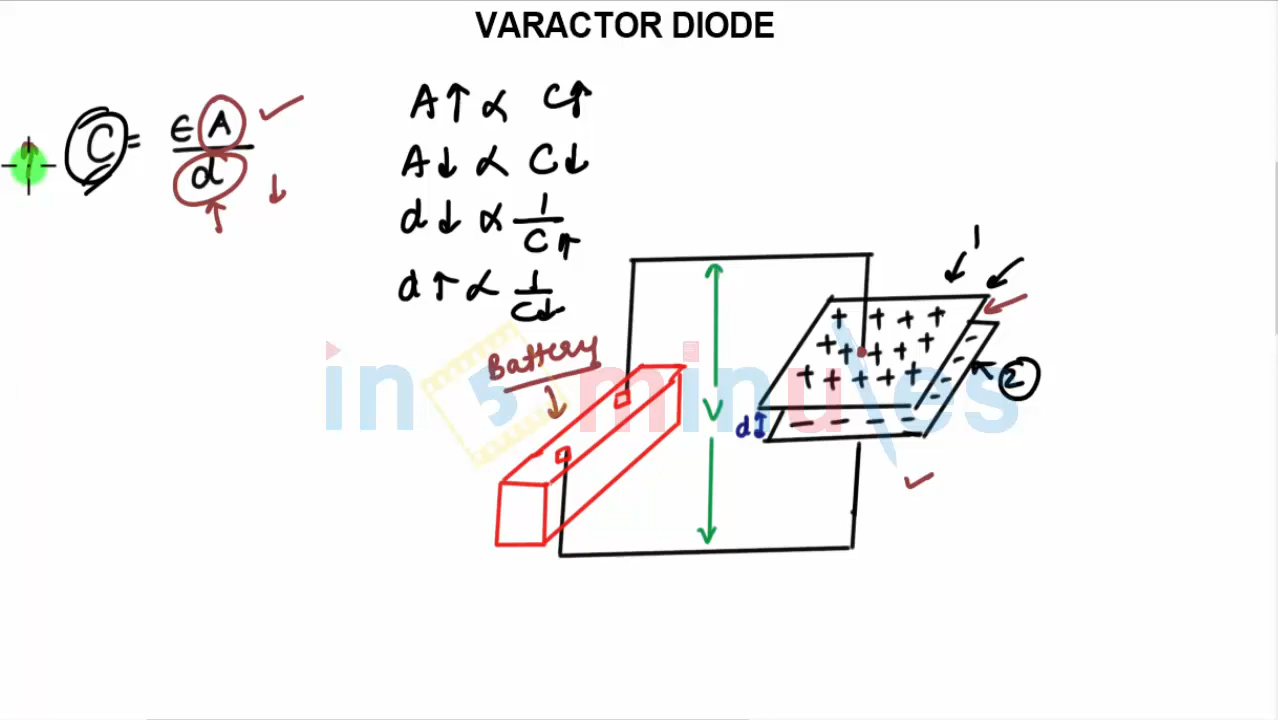 VARACTOR DIODE
C = ϵA/d
A↑ ∝ C↑
A↓ ∝ C↓
d↓ ∝ 1/C↑
d↑ ∝ 1/C↓
Battery
in 5 minutes
1
2
d
+ + + +
+ + + + +
+ + + + +
- - - -
- - - -